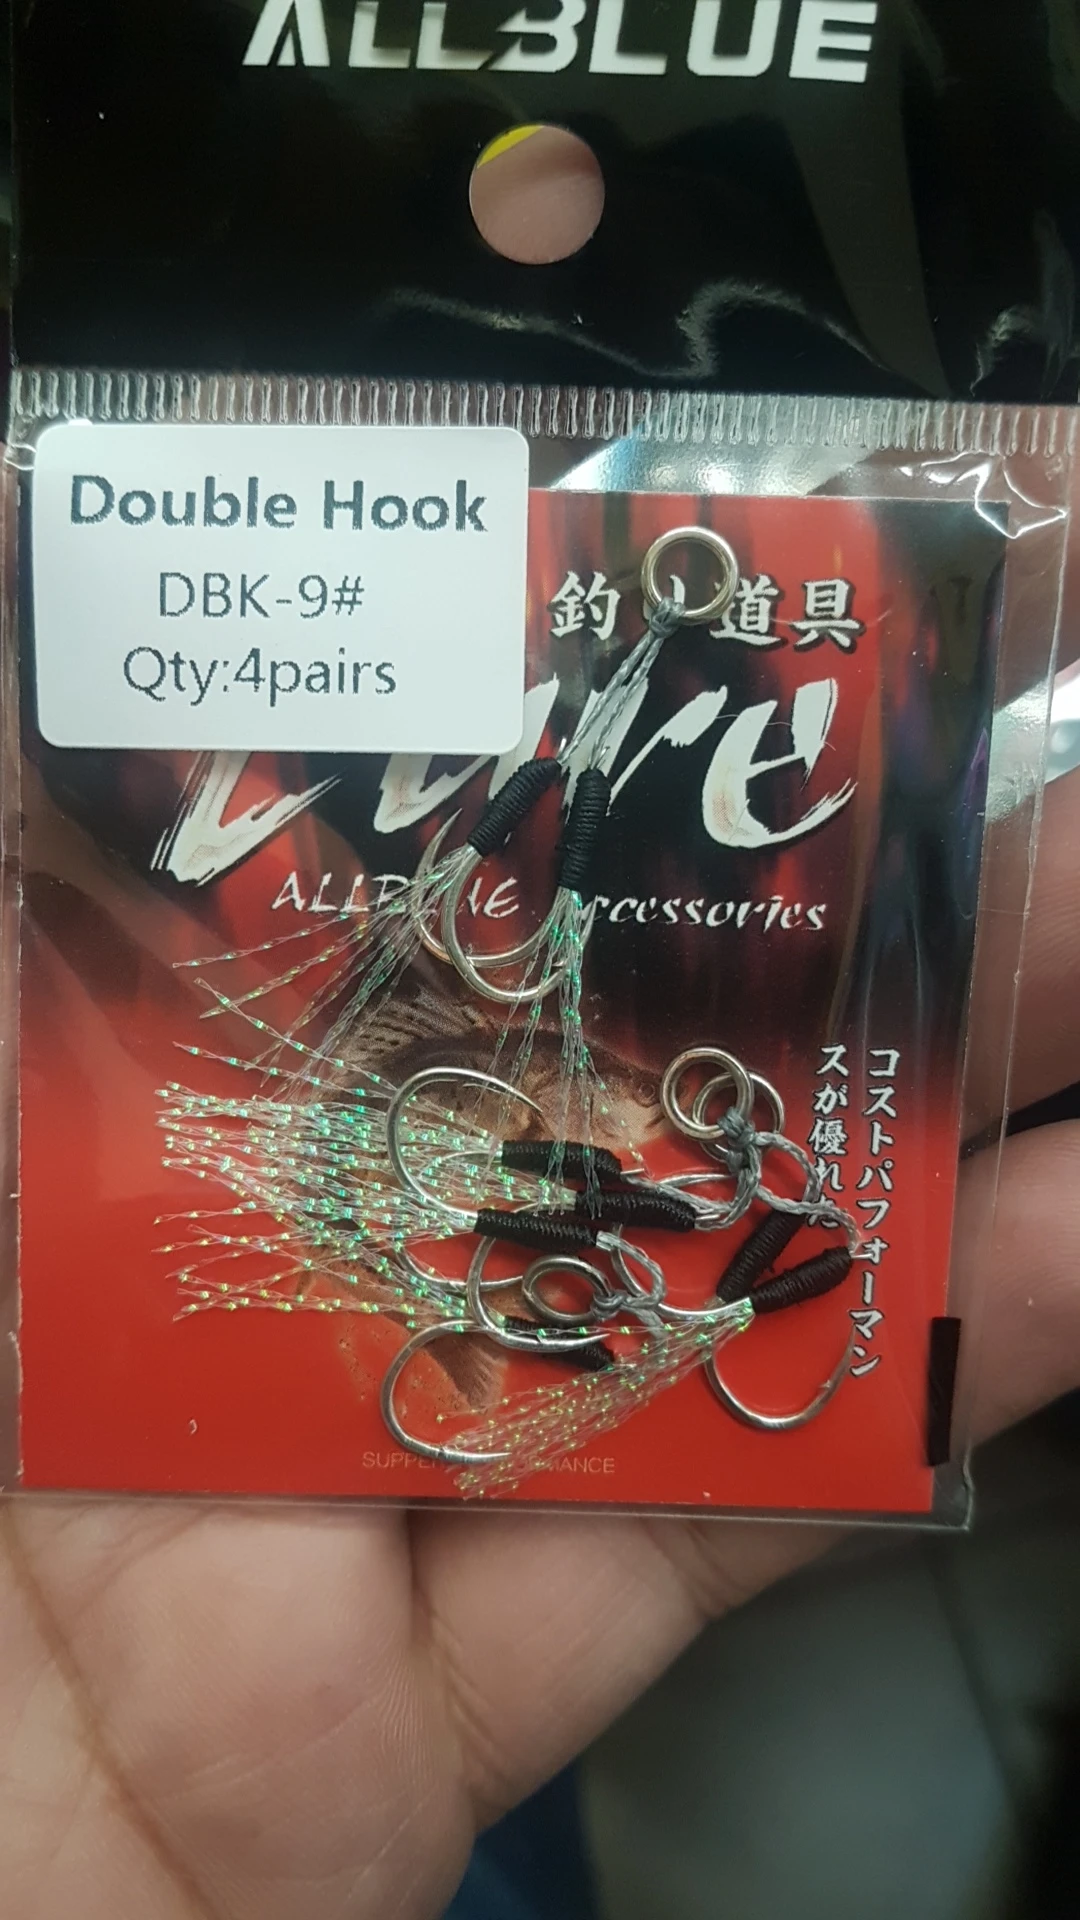 ALLBLUE
Double Hook
DBK-9#
Qty:4pairs
釣 道具
コストパフォーマン
スが優れた